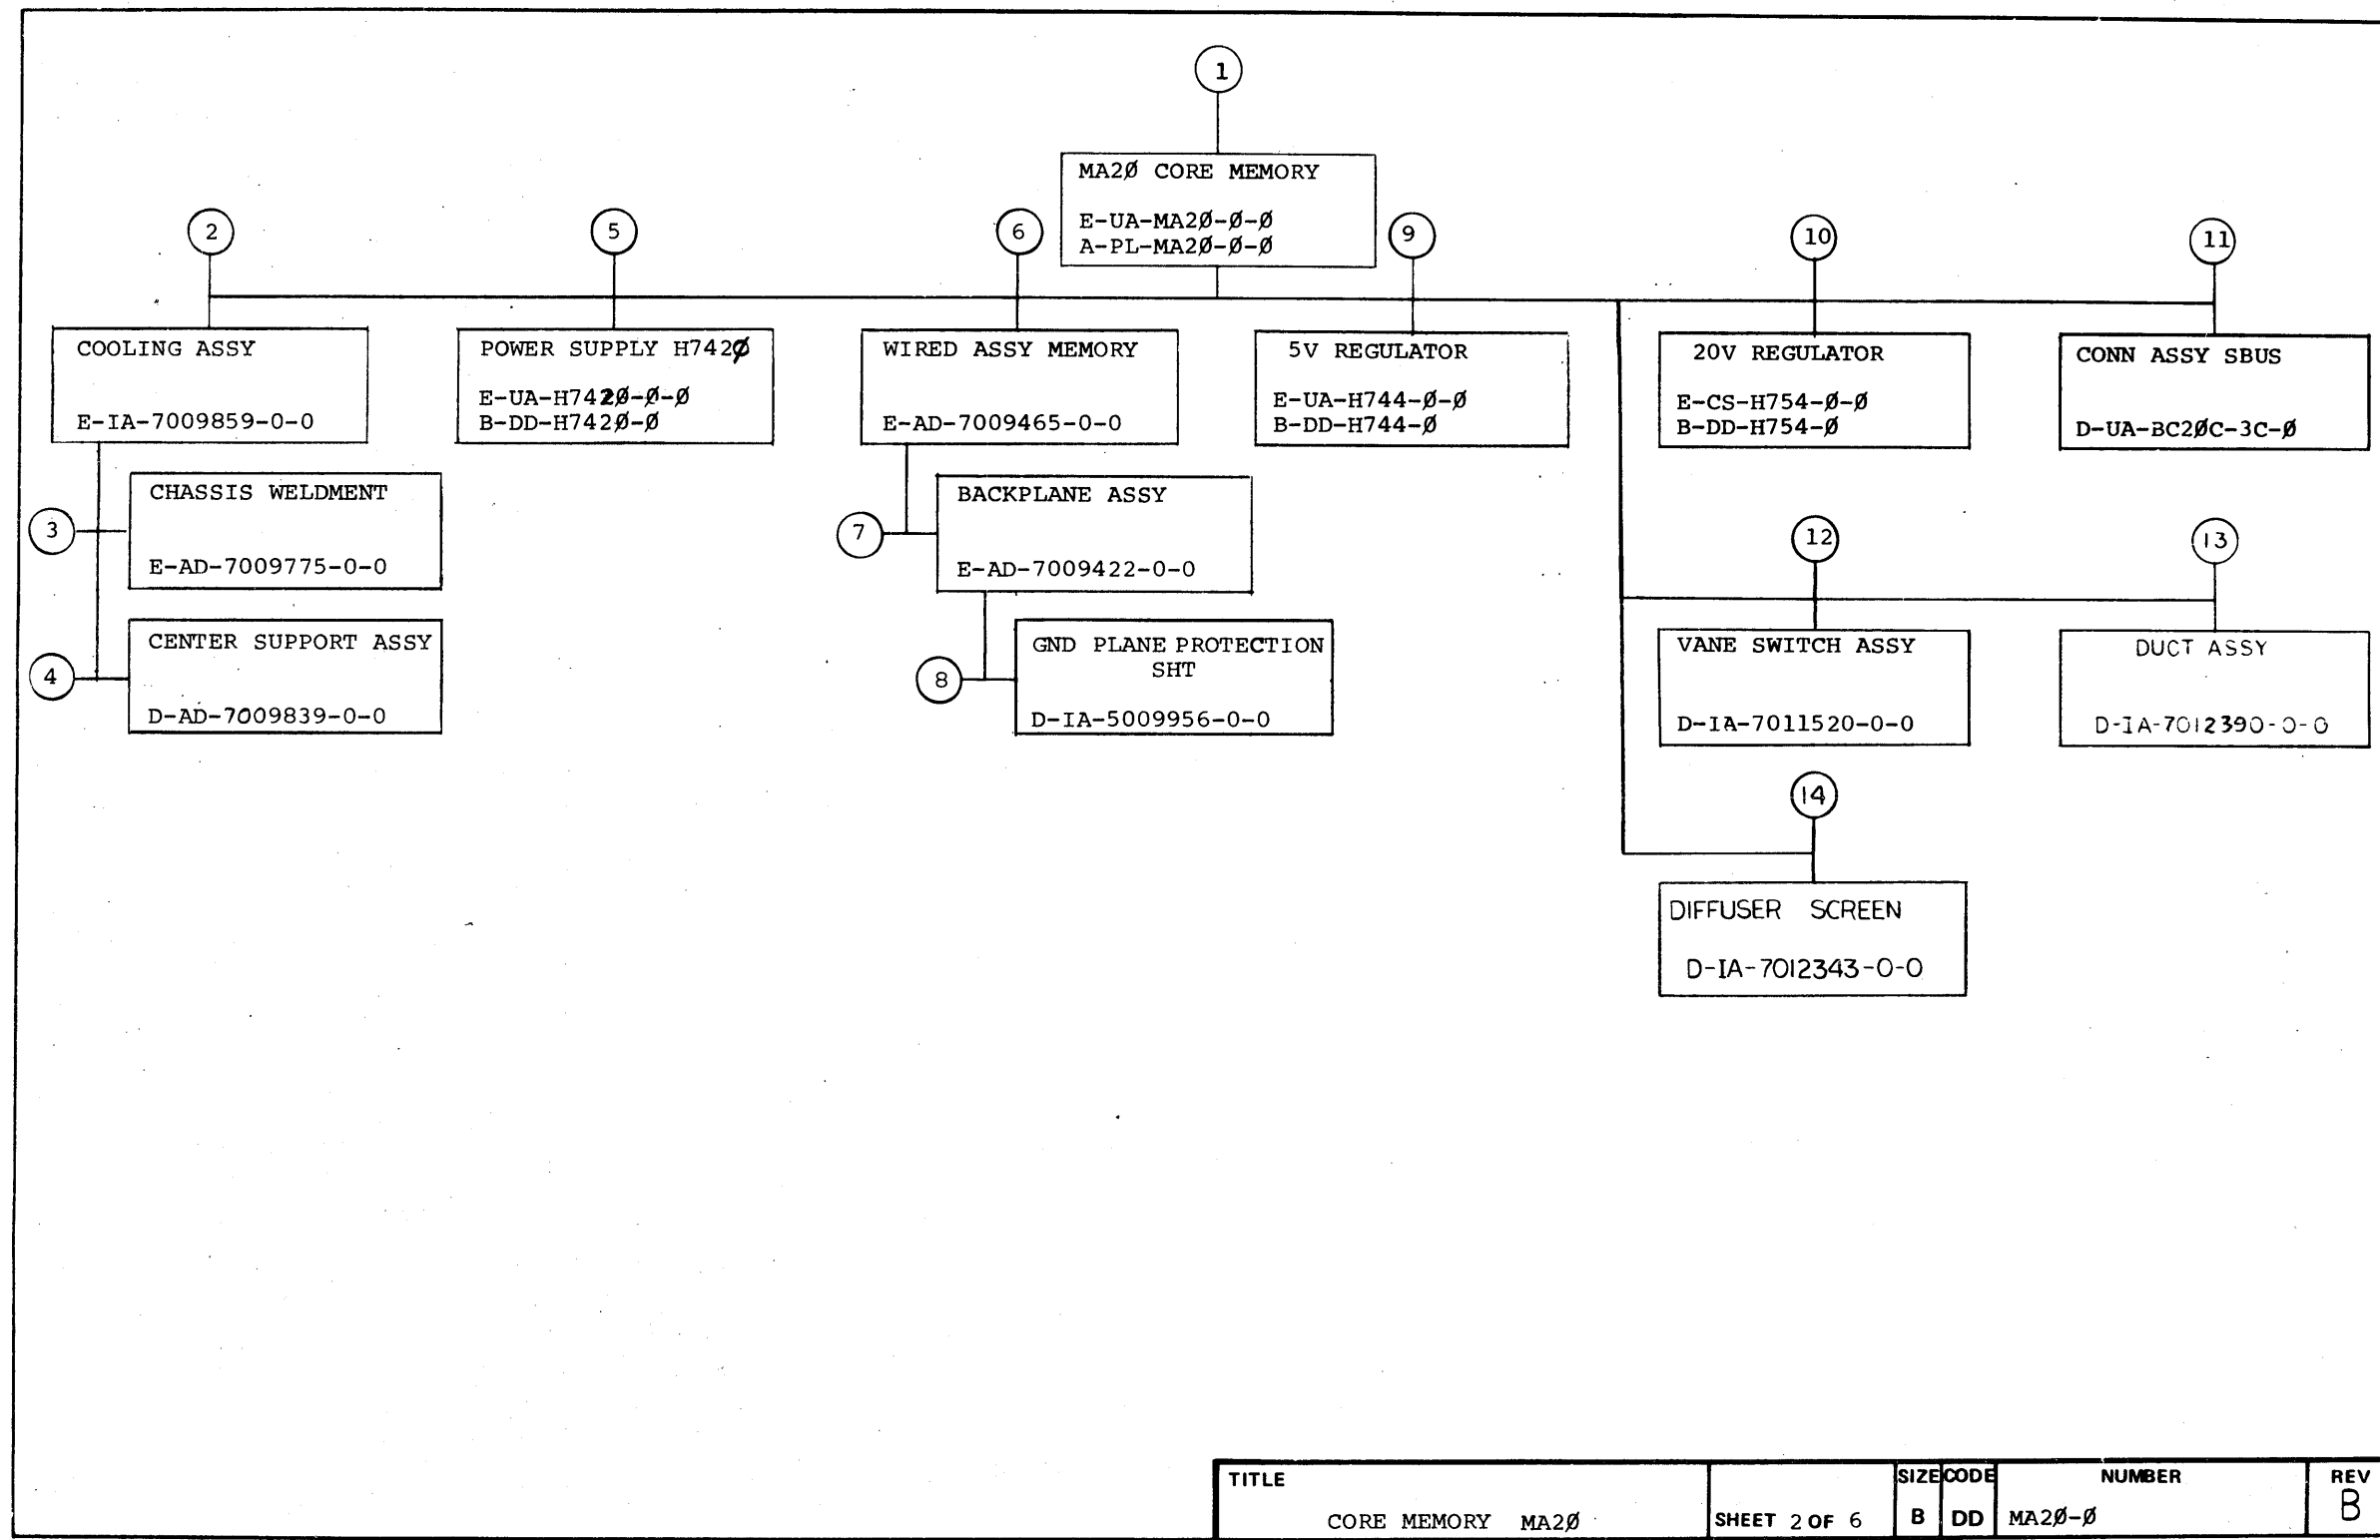 1
MA2Ø CORE MEMORY
E-UA-MA2Ø-Ø-Ø
A-PL-MA2Ø-Ø-Ø
2
COOLING ASSY
E-IA-7009859-0-0
3
CHASSIS WELDMENT
E-AD-7009775-0-0
4
CENTER SUPPORT ASSY
D-AD-7009839-0-0
5
POWER SUPPLY H742Ø
E-UA-H742Ø-Ø-Ø
B-DD-H742Ø-Ø
6
WIRED ASSY MEMORY
E-AD-7009465-0-0
7
BACKPLANE ASSY
E-AD-7009422-0-0
8
GND PLANE PROTECTION
SHT
D-IA-5009956-0-0
9
5V REGULATOR
E-UA-H744-Ø-Ø
B-DD-H744-Ø
10
20V REGULATOR
E-CS-H754-Ø-Ø
B-DD-H754-Ø
11
CONN ASSY SBUS
D-UA-BC2ØC-3C-Ø
12
VANE SWITCH ASSY
D-IA-7011520-0-0
13
DUCT ASSY
D-IA-7012390-0-0
14
DIFFUSER SCREEN
D-IA-7012343-0-0
TITLE
CORE MEMORY MA2Ø
SHEET 2 OF 6
SIZE
B
CODE
DD
NUMBER
MA2Ø-Ø
REV
B